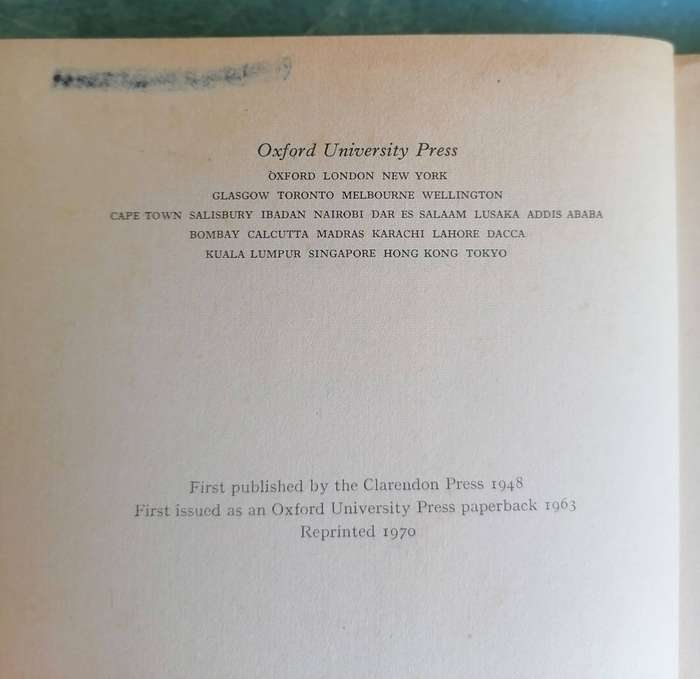 Oxford University Press
OXFORD LONDON NEW YORK
GLASGOW TORONTO MELBOURNE WELLINGTON
CAPE TOWN SALISBURY IBADAN NAIROBI DAR ES SALAAM LUSAKA ADDIS ABABA
BOMBAY CALCUTTA MADRAS KARACHI LAHORE DACCA
KUALA LUMPUR SINGAPORE HONG KONG TOKYO
First published by the Clarendon Press 1948
First issued as an Oxford University Press paperback 1963
Reprinted 1970